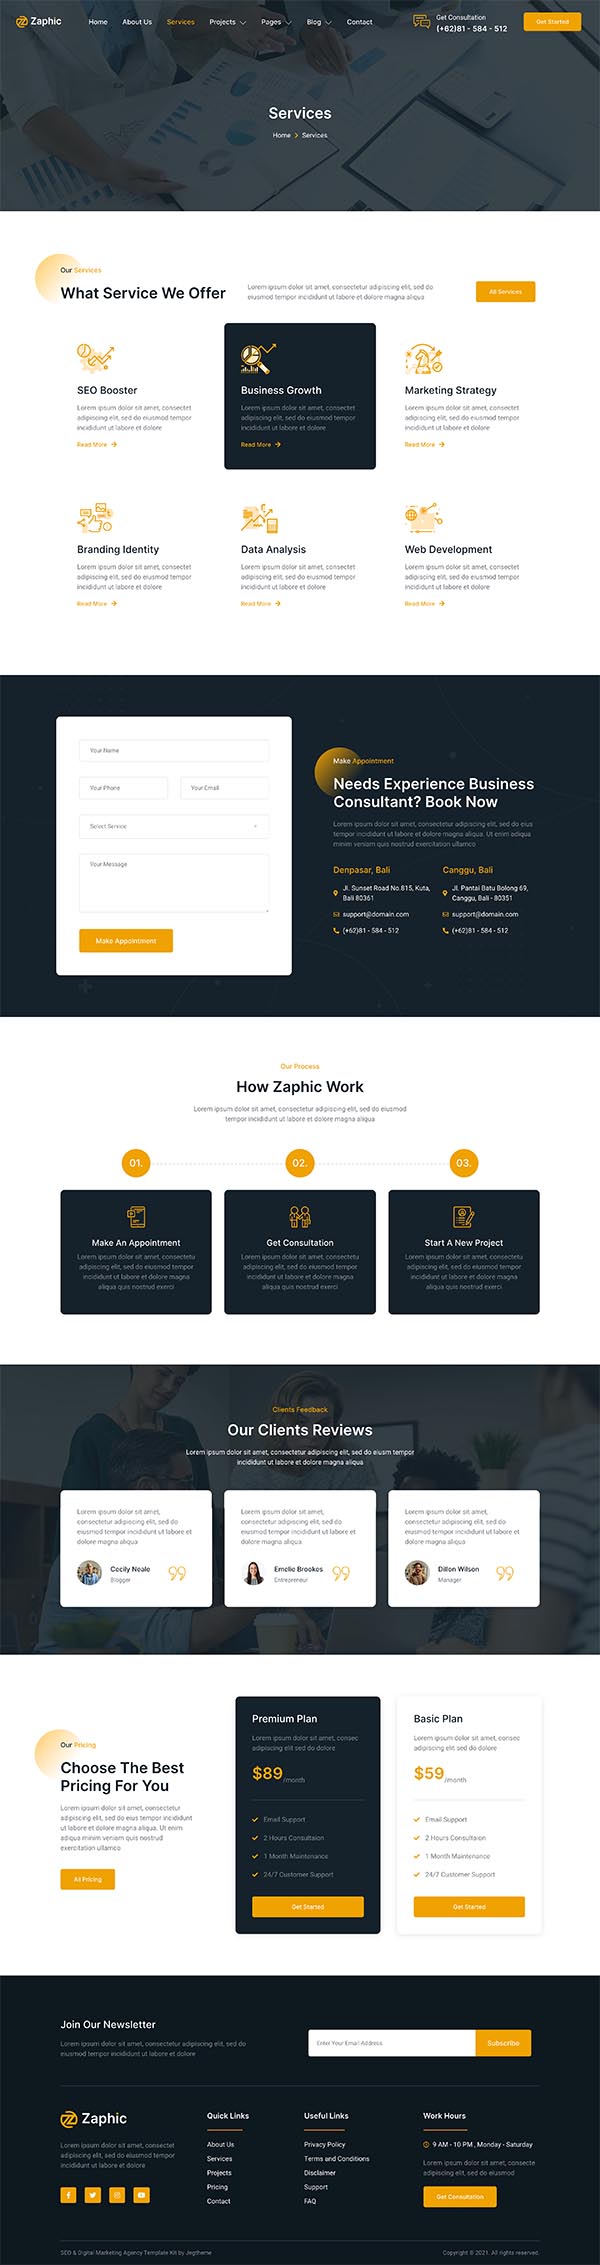 Zaphic
Home About Us Services Projects Pages Blog Contact
Get Consultation
(+62)81 - 584 - 512
Get Started
Services
Home Services
Our Services
What Service We Offer
Lorem ipsum dolor sit amet, consectetur adipiscing elit, sed do
eiusmod tempor incididunt ut labore et dolore magna aliqua
All Services
SEO Booster
Lorem ipsum dolor sit amet, consectet
adipiscing elit, sed do eiusmod tempor
incididunt ut labore et dolore
Read More
Business Growth
Lorem ipsum dolor sit amet, consectet
adipiscing elit, sed do eiusmod tempor
incididunt ut labore et dolore
Read More
Marketing Strategy
Lorem ipsum dolor sit amet, consectet
adipiscing elit, sed do eiusmod tempor
incididunt ut labore et dolore
Read More
Branding Identity
Lorem ipsum dolor sit amet, consectet
adipiscing elit, sed do eiusmod tempor
incididunt ut labore et dolore
Read More
Data Analysis
Lorem ipsum dolor sit amet, consectet
adipiscing elit, sed do eiusmod tempor
incididunt ut labore et dolore
Read More
Web Development
Lorem ipsum dolor sit amet, consectet
adipiscing elit, sed do eiusmod tempor
incididunt ut labore et dolore
Read More
Your Name
Your Phone
Your Email
Select Service
Your Message
Make Appointment
Make Appointment
Needs Experience Business
Consultant? Book Now
Lorem ipsum dolor sit amet, consectetur adipiscing elit, sed do eiusmod
tempor incididunt ut labore et dolore magna aliqua. Ut enim adiqua
minim veniam quis nostrud exercitation ullamco
Denpasar, Bali
Jl. Sunset Road No.815, Kuta,
Bali 80361
support@domain.com
(+62)81 - 584 - 512
Canggu, Bali
Jl. Pantai Batu Bolong 69,
Canggu, Bali - 80351
support@domain.com
(+62)81 - 584 - 512
Our Process
How Zaphic Work
Lorem ipsum dolor sit amet, consectetur adipiscing elit, sed do eiusmod
tempor incididunt ut labore et dolore magna aliqua
01.
02.
03.
Make An Appointment
Lorem ipsum dolor sit amet, consectetu
adipiscing elit, sed do eiusmod tempor
incididunt ut labore et dolore magna
aliqua quis nostrud exerci
Get Consultation
Lorem ipsum dolor sit amet, consectetu
adipiscing elit, sed do eiusmod tempor
incididunt ut labore et dolore magna
aliqua quis nostrud exerci
Start A New Project
Lorem ipsum dolor sit amet, consectetu
adipiscing elit, sed do eiusmod tempor
incididunt ut labore et dolore magna
aliqua quis nostrud exerci
Clients Feedback
Our Clients Reviews
Lorem ipsum dolor sit amet, consectetur adipiscing elit, sed do eiusm tempor
incididunt ut labore et dolore magna aliqua
Lorem ipsum dolor sit amet,
consectetur adipiscing elit, sed do
eiusmod tempor incididunt ut labore et
dolore magna aliqua
Cecily Neale
Blogger
Lorem ipsum dolor sit amet,
consectetur adipiscing elit, sed do
eiusmod tempor incididunt ut labore et
dolore magna aliqua
Emelie Brookes
Entrepreneur
Lorem ipsum dolor sit amet,
consectetur adipiscing elit, sed do
eiusmod tempor incididunt ut labore et
dolore magna aliqua
Dillon Wilson
Manager
Our Pricing
Choose The Best
Pricing For You
Lorem ipsum dolor sit amet, consectetur
adipiscing elit, sed do eius tempor incididunt
ut labore et dolore magna aliqua. Ut enim
adiqua minim veniam quis nostrud
exercitation ullamco
All Pricing
Premium Plan
Lorem ipsum dolor sit amet, consec
adipiscing elit sed do dolore
$89 /month
Email Support
2 Hours Consultaion
1 Month Maintenance
24/7 Customer Support
Get Started
Basic Plan
Lorem ipsum dolor sit amet, consec
adipiscing elit sed do dolore
$59 /month
Email Support
2 Hours Consultaion
1 Month Maintenance
24/7 Customer Support
Get Started
Join Our Newsletter
Lorem ipsum dolor sit amet, consectetur adipiscing elit, sed do
eiusmod tempor incididunt ut labore et dolore
Enter Your Email Address
Subscribe
Zaphic
Lorem ipsum dolor sit amet, consectetur
adipiscing elit, sed do eiusmod tempor
incididunt ut labore et dolore magna
Quick Links
About Us
Services
Projects
Pricing
Contact
Useful Links
Privacy Policy
Terms and Conditions
Disclaimer
Support
FAQ
Work Hours
9 AM - 10 PM , Monday - Saturday
Lorem ipsum dolor sit amet, consecte
adipiscing elit, sed do eiusmod
Get Consultation
SEO & Digital Marketing Agency Template Kit by Jegtheme
Copyright © 2021. All rights reserved.